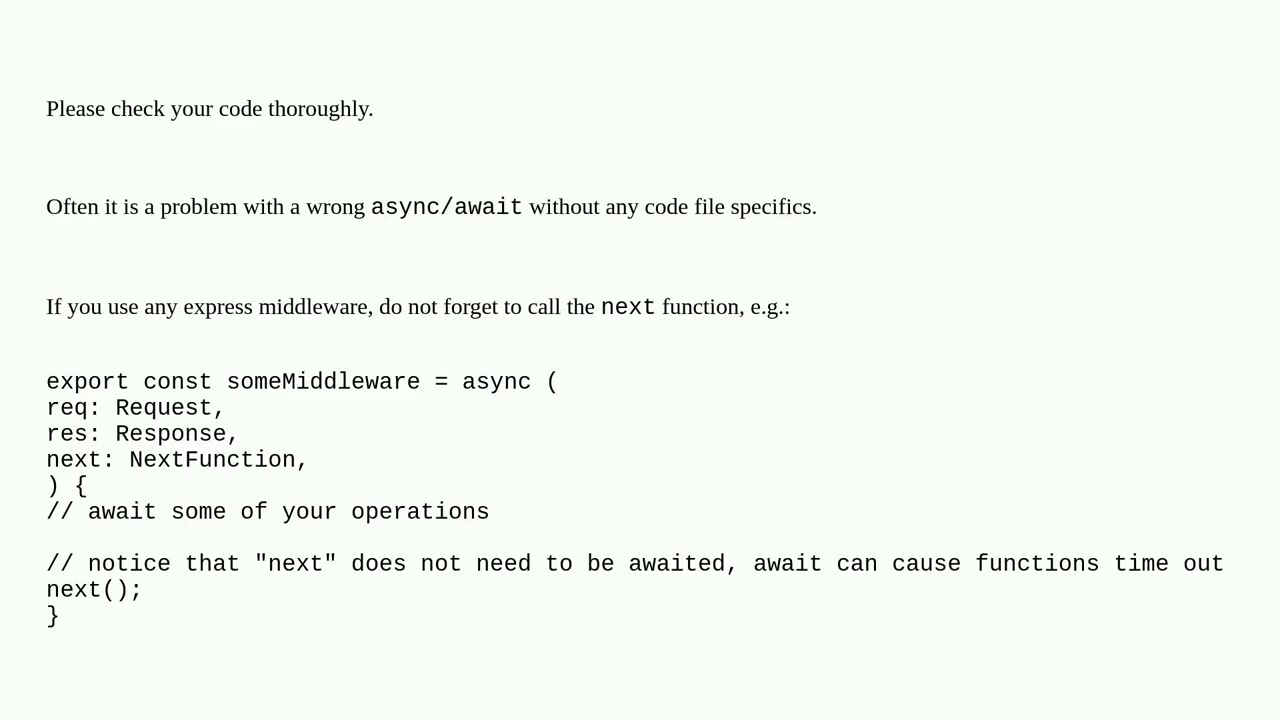 Please check your code thoroughly.
Often it is a problem with a wrong async/await without any code file specifics.
If you use any express middleware, do not forget to call the next function, e.g.:
export const someMiddleware = async (
req: Request,
res: Response,
next: NextFunction,
) {
// await some of your operations
// notice that "next" does not need to be awaited, await can cause functions time out
next();
}